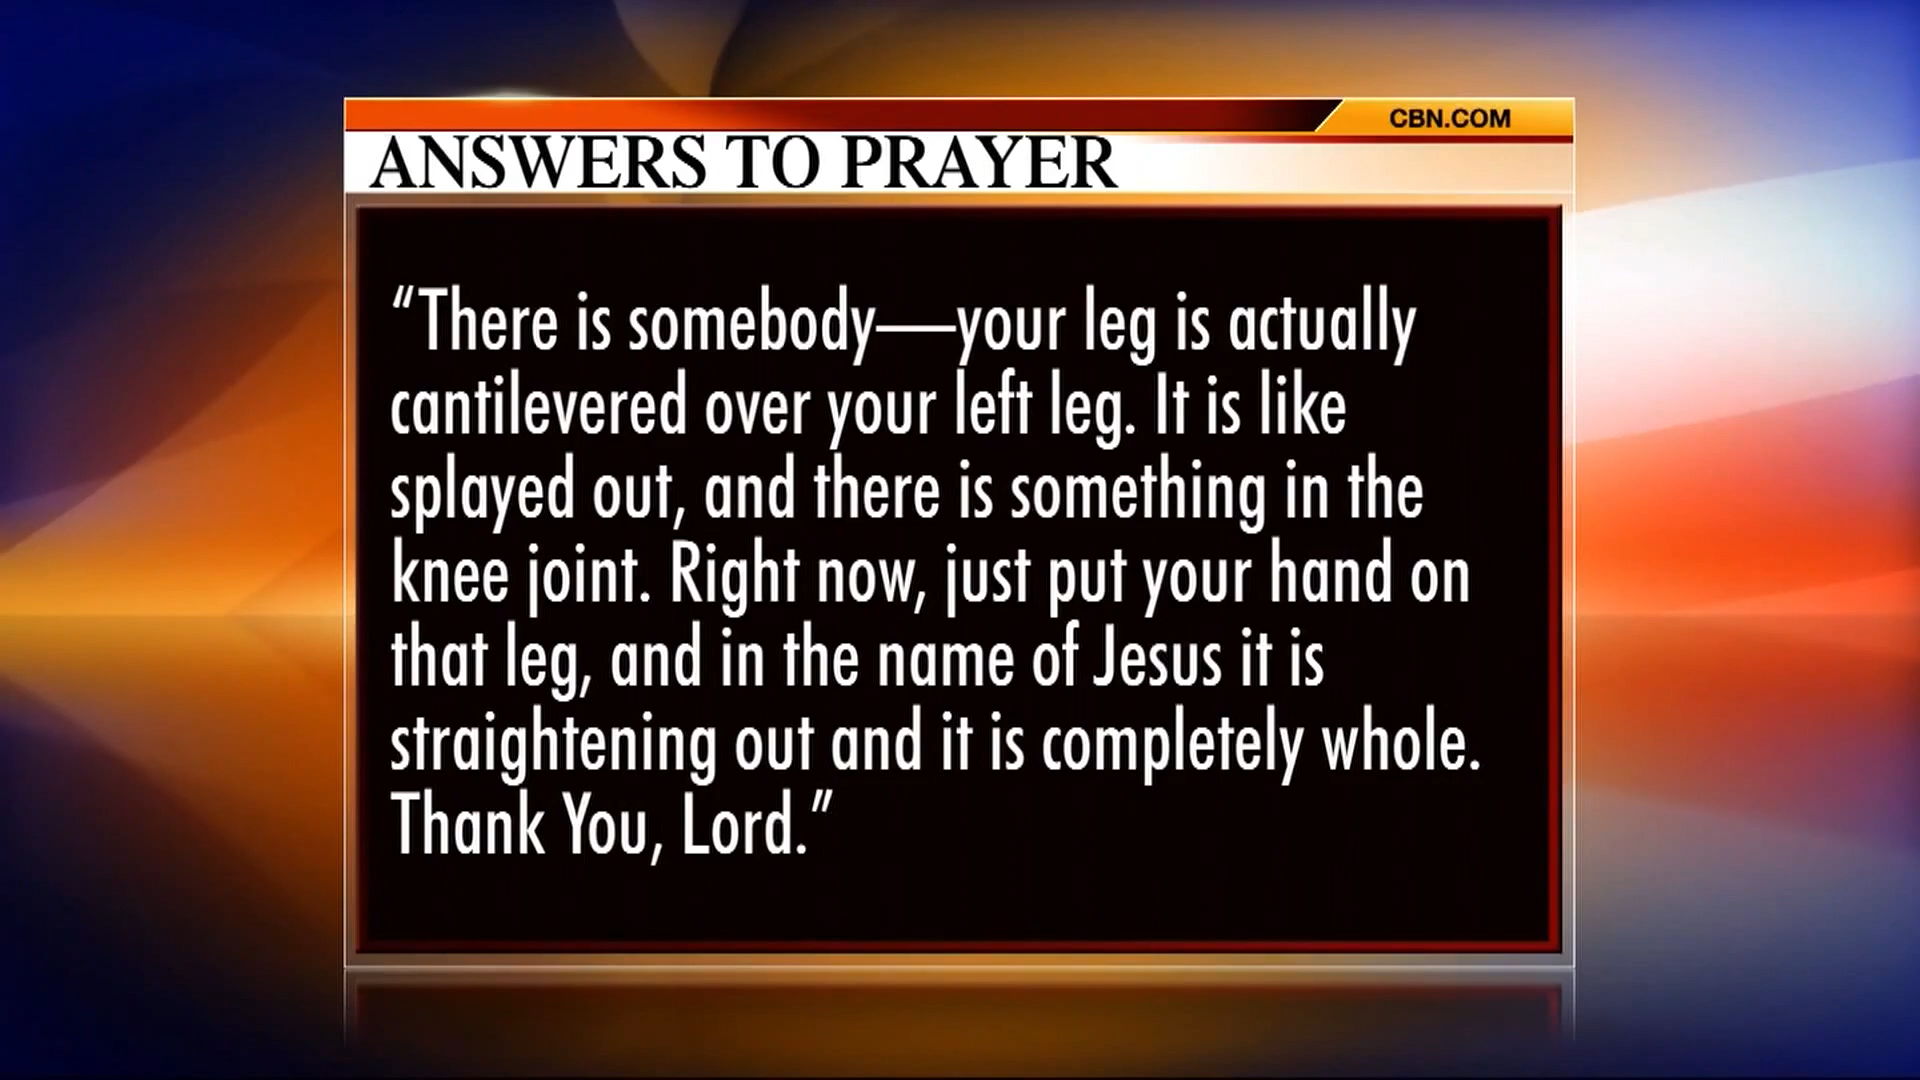 CBN.COM
ANSWERS TO PRAYER
“There is somebody—your leg is actually
cantilevered over your left leg. It is like
splayed out, and there is something in the
knee joint. Right now, just put your hand on
that leg, and in the name of Jesus it is
straightening out and it is completely whole.
Thank You, Lord.”